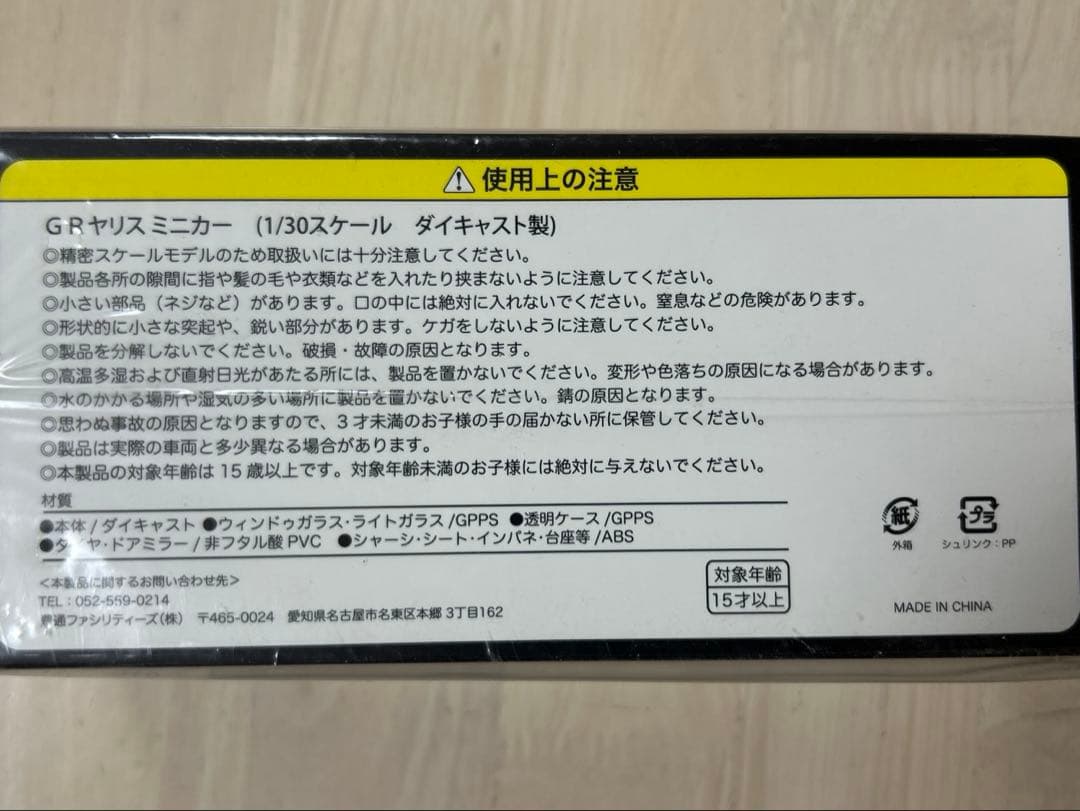 ⚠ 使用上の注意
GRヤリス ミニカー (1/30スケール ダイキャスト製)
◎精密スケールモデルのため取扱いには十分注意してください。
◎製品各所の隙間に指や髪の毛や衣類などを入れたり挟まないように注意してください。
◎小さい部品(ネジなど)があります。口の中には絶対に入れないでください。窒息などの危険があります。
◎形状的に小さな突起や、鋭い部分があります。ケガをしないように注意してください。
◎製品を分解しないでください。破損・故障の原因となります。
◎高温多湿および直射日光があたる所には、製品を置かないでください。変形や色落ちの原因になる場合があります。
◎水のかかる場所や湿気の多い場所に製品を置かないでください。錆の原因となります。
◎思わぬ事故の原因となりますので、3才未満のお子様の手の届かない所に保管してください。
◎製品は実際の車両と多少異なる場合があります。
◎本製品の対象年齢は15歳以上です。対象年齢未満のお子様には絶対に与えないでください。
材質
●本体/ダイキャスト ●ウィンドゥガラス・ライトガラス/GPPS ●透明ケース/GPPS
●タイヤ・ドアミラー/非フタル酸PVC ●シャーシ・シート・インパネ・台座等/ABS
<本製品に関するお問い合わせ先>
TEL:052-559-0214
豊通ファシリティーズ(株) 〒465-0024 愛知県名古屋市名東区本郷3丁目162
対象年齢
15才以上
紙
外箱
プラ
シュリンク:PP
MADE IN CHINA